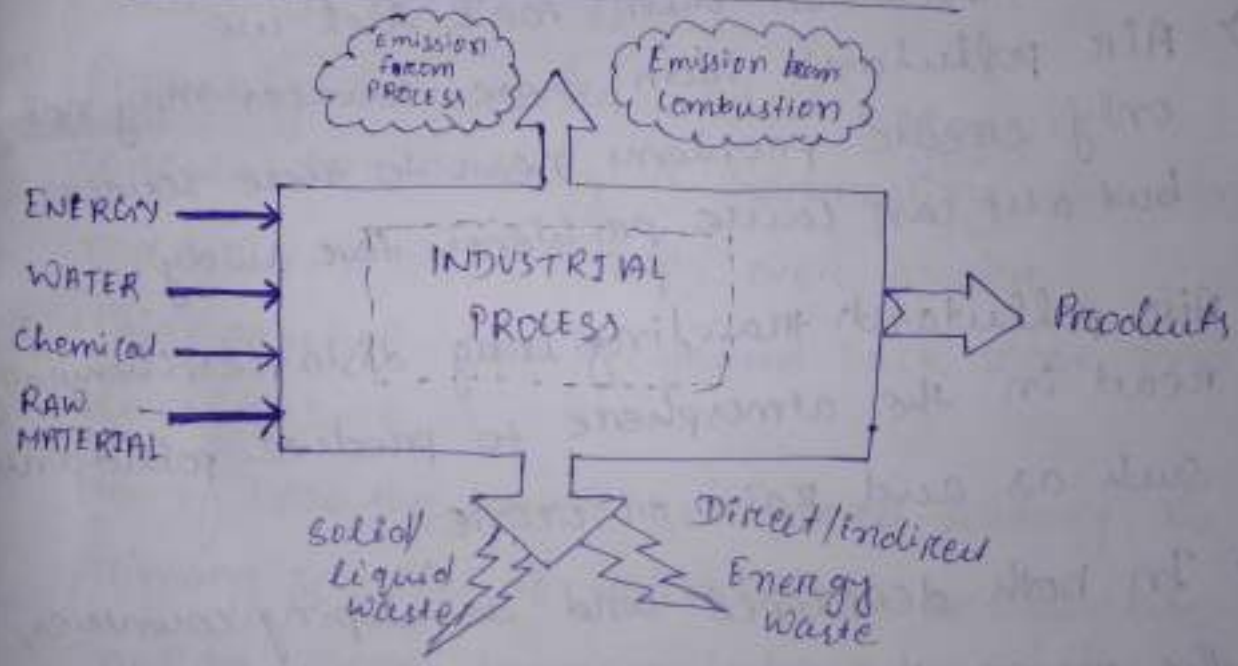 Emission
from
PROCESS
Emission from
Combustion
ENERGY
WATER
Chemical
RAW
MATERIAL
INDUSTRIAL
PROCESS
Products
solid/
liquid
waste
Direct/indirect
Energy
waste